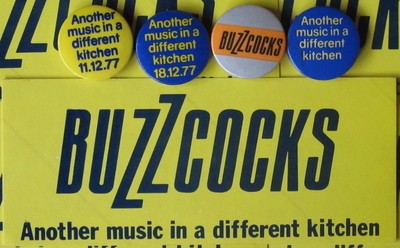 Another
music in a
different
kitchen
11.12.77
Another
music in a
different
kitchen
18.12.77
BUZZCOCKS
Another
music in a
different
kitchen
BUZZCOCKS
Another music in a different kitchen